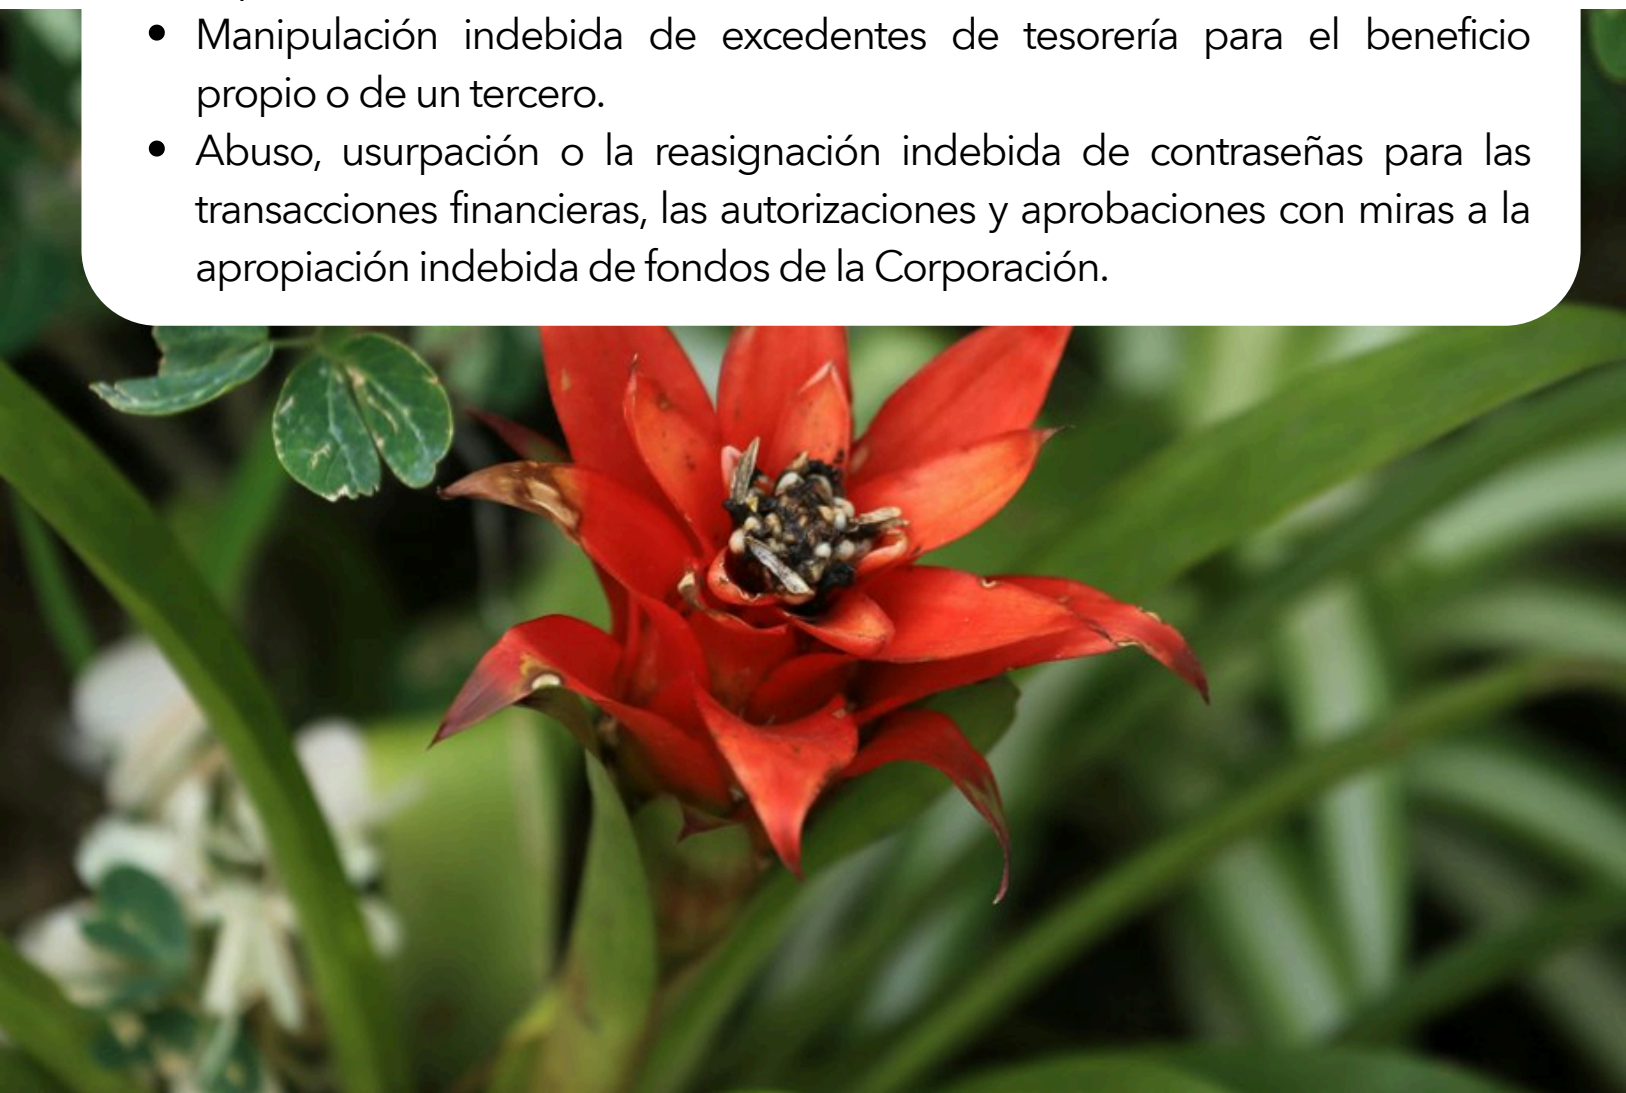 • Manipulación indebida de excedentes de tesorería para el beneficio
propio o de un tercero.
• Abuso, usurpación o la reasignación indebida de contraseñas para las
transacciones financieras, las autorizaciones y aprobaciones con miras a la
apropiación indebida de fondos de la Corporación.